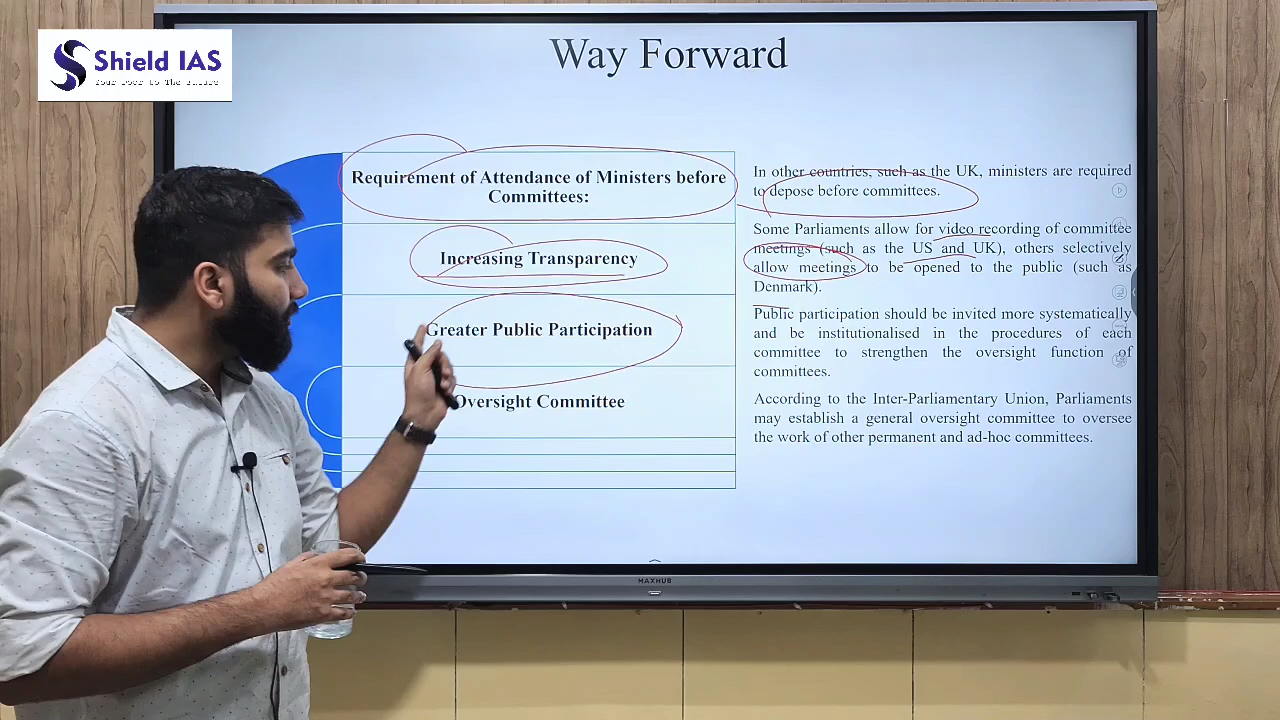 Shield IAS
Your Door to The Future
Way Forward
Requirement of Attendance of Ministers before
Committees:
In other countries, such as the UK, ministers are required
to depose before committees.
Increasing Transparency
Some Parliaments allow for video recording of committee
meetings (such as the US and UK), others selectively
allow meetings to be opened to the public (such as
Denmark).
Greater Public Participation
Public participation should be invited more systematically
and be institutionalised in the procedures of each
committee to strengthen the oversight function of
committees.
Oversight Committee
According to the Inter-Parliamentary Union, Parliaments
may establish a general oversight committee to oversee
the work of other permanent and ad-hoc committees.
MAXHUB